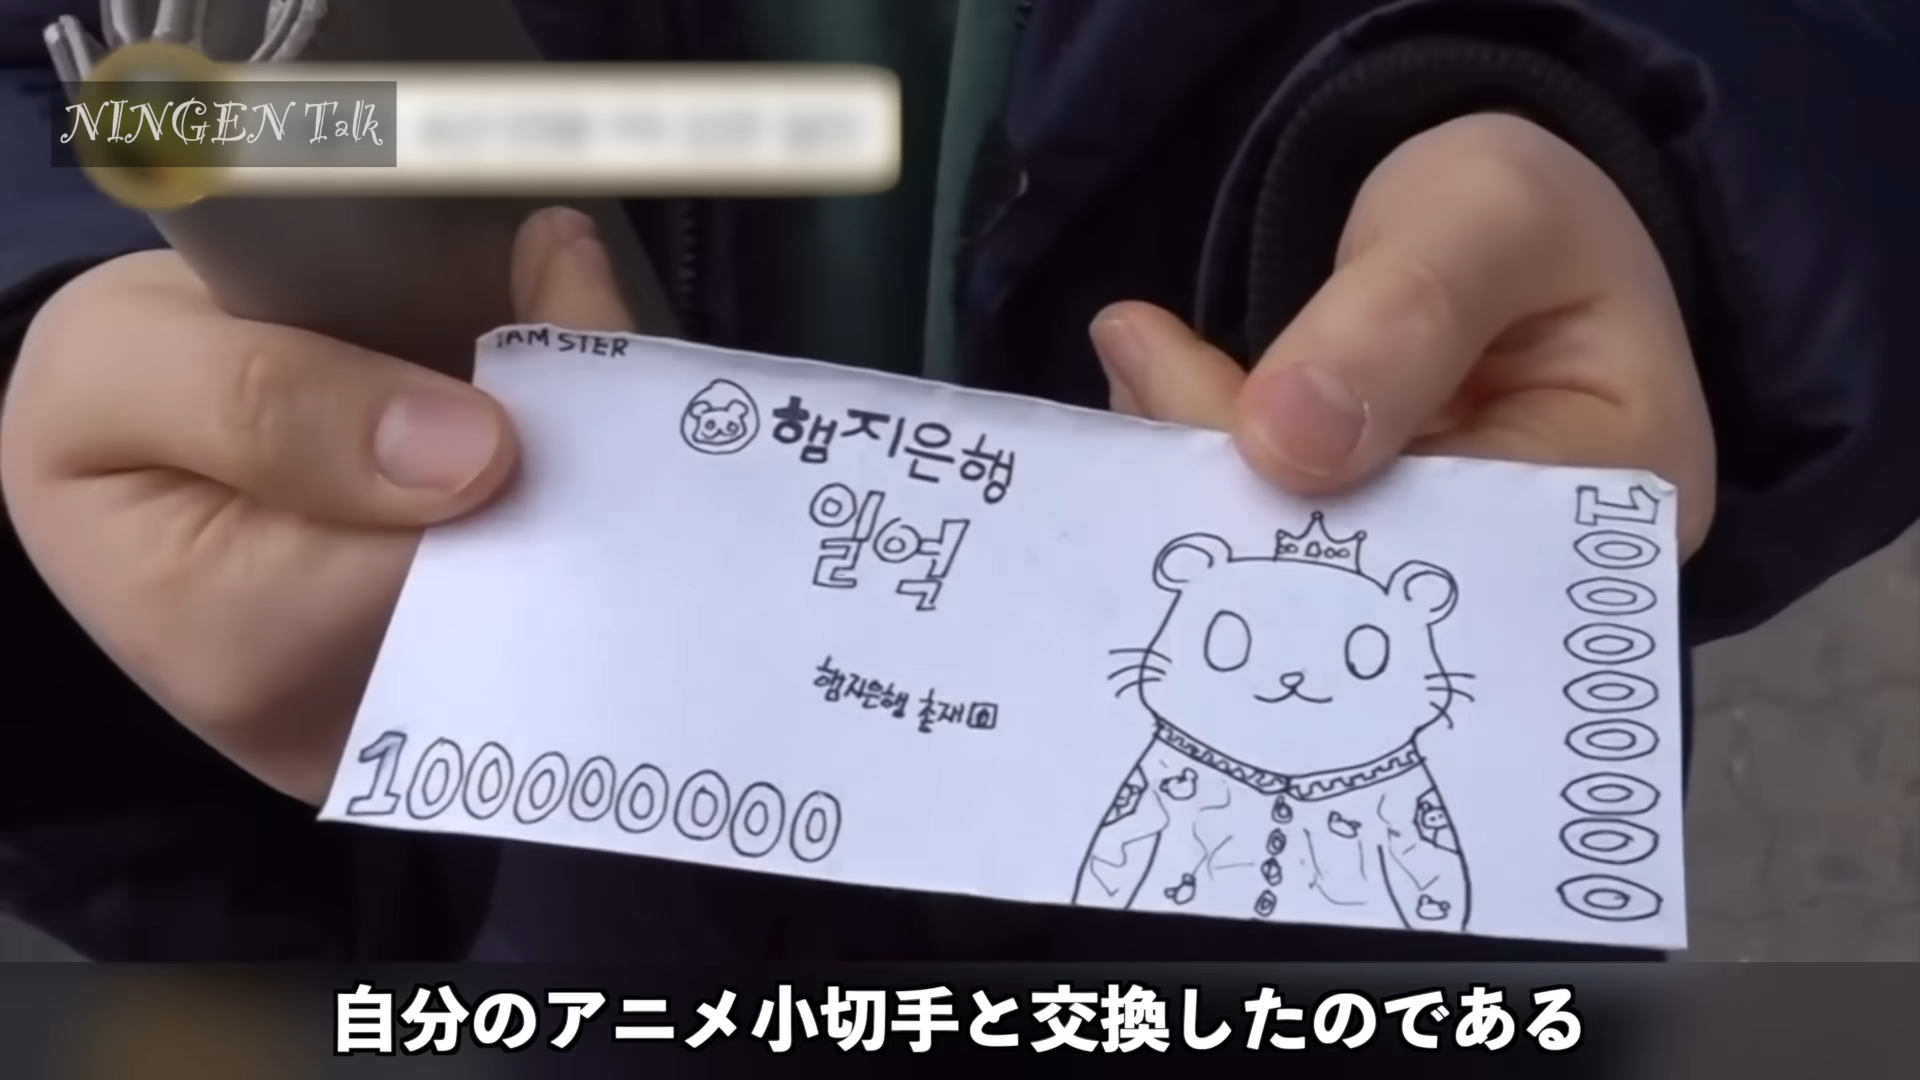 NINGEN Talk
HAMSTER
햄지은행
일억
햄지은행 총재
100000000
100000000
自分のアニメ小切手と交換したのである